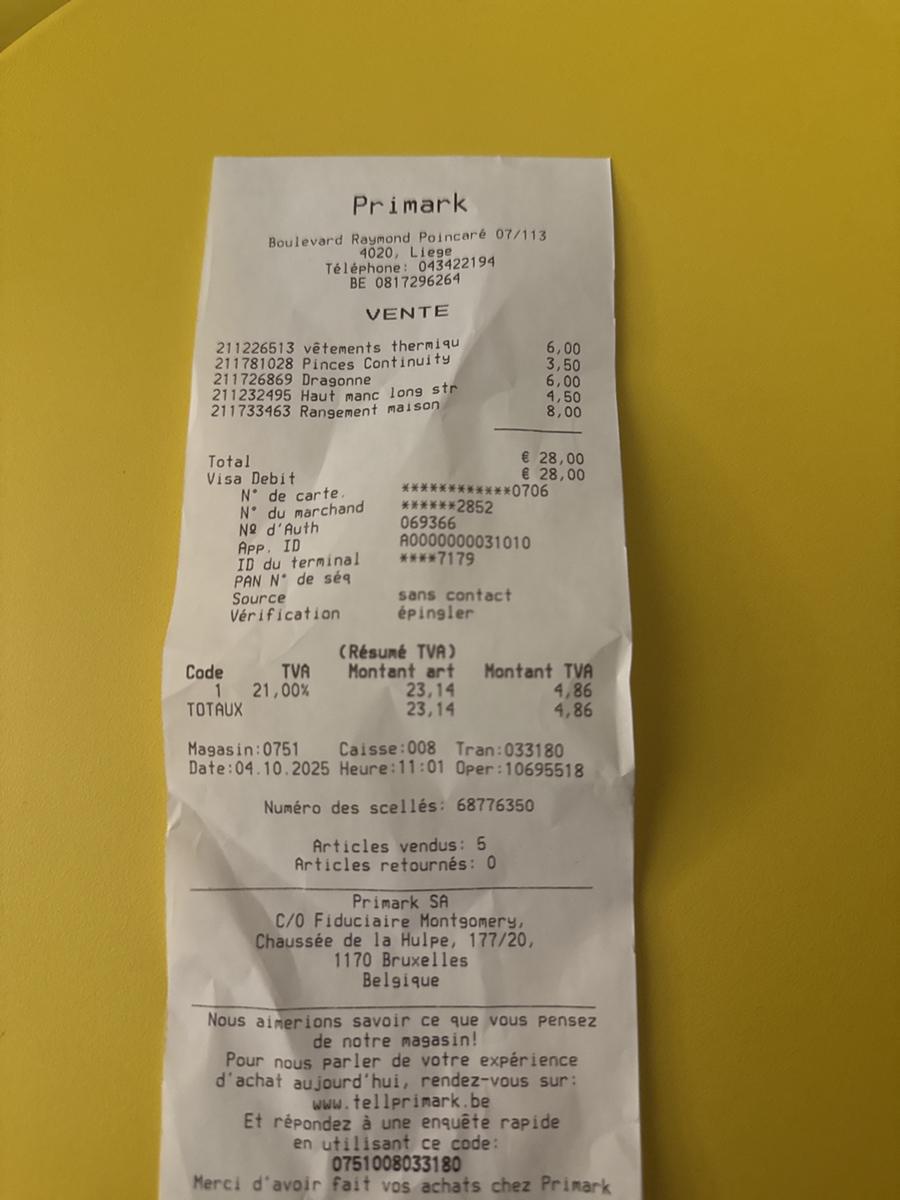 Primark
Boulevard Raymond Poincaré 07/113
4020, Liege
Téléphone: 043422194
BE 0817296264
VENTE
211226513 vêtements thermiqu 6,00
211781028 Pinces Continuity 3,50
211726869 Dragonne 6,00
211232495 Haut manc long str 4,50
211733463 Rangement maison 8,00
Total € 28,00
Visa Debit € 28,00
N° de carte. ************0706
N° du marchand ******2852
Nº d'Auth 069366
App. ID A0000000031010
ID du terminal ****7179
PAN N° de séq
Source sans contact
Vérification épingler
(Résumé TVA)
Code TVA Montant art Montant TVA
1 21,00% 23,14 4,86
TOTAUX 23,14 4,86
Magasin:0751 Caisse:008 Tran:033180
Date:04.10.2025 Heure:11:01 Oper:10695518
Numéro des scellés: 68776350
Articles vendus: 5
Articles retournés: 0
Primark SA
C/O Fiduciaire Montgomery,
Chaussée de la Hulpe, 177/20,
1170 Bruxelles
Belgique
Nous aimerions savoir ce que vous pensez
de notre magasin!
Pour nous parler de votre expérience
d'achat aujourd'hui, rendez-vous sur:
www.tellprimark.be
Et répondez à une enquête rapide
en utilisant ce code:
0751008033180
Merci d'avoir fait vos achats chez Primark